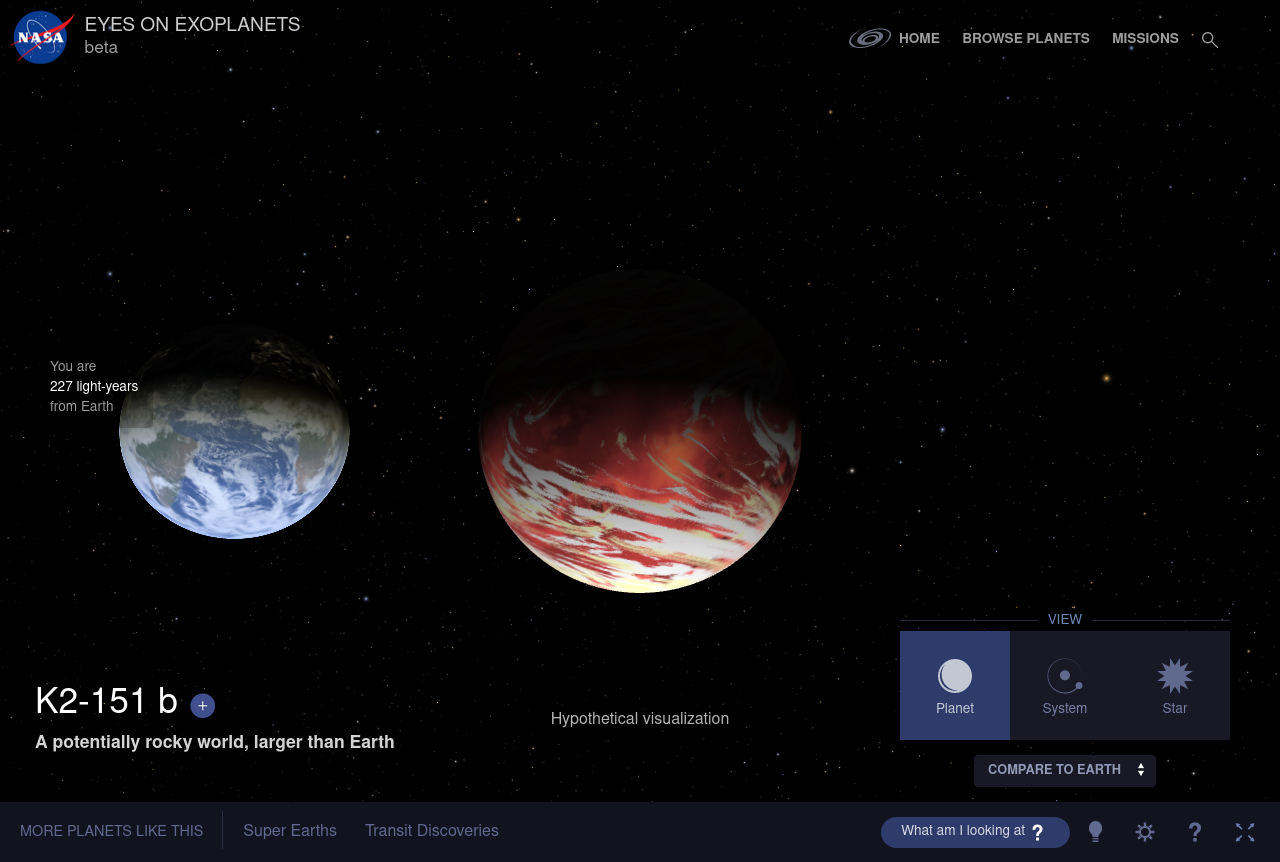 NASA
EYES ON EXOPLANETS
beta
HOME
BROWSE PLANETS
MISSIONS
You are
227 light-years
from Earth
VIEW
Planet
System
Star
COMPARE TO EARTH
K2-151 b +
A potentially rocky world, larger than Earth
Hypothetical visualization
MORE PLANETS LIKE THIS
Super Earths
Transit Discoveries
What am I looking at ?
?